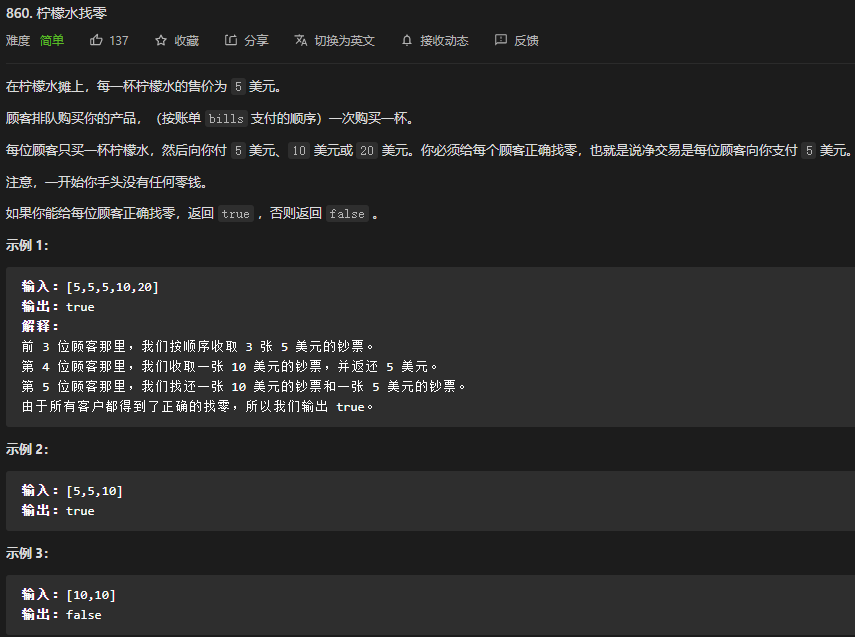 860. 柠檬水找零
难度 简单 137 收藏 分享 切换为英文 接收动态 反馈
在柠檬水摊上，每一杯柠檬水的售价为 5 美元。
顾客排队购买你的产品，（按账单 bills 支付的顺序）一次购买一杯。
每位顾客只买一杯柠檬水，然后向你付 5 美元、10 美元或 20 美元。你必须给每个顾客正确找零，也就是说净交易是每位顾客向你支付 5 美元。
注意，一开始你手头没有任何零钱。
如果你能给每位顾客正确找零，返回 true ，否则返回 false 。
示例 1：
输入：[5,5,5,10,20]
输出：true
解释：
前 3 位顾客那里，我们按顺序收取 3 张 5 美元的钞票。
第 4 位顾客那里，我们收取一张 10 美元的钞票，并返还 5 美元。
第 5 位顾客那里，我们找还一张 10 美元的钞票和一张 5 美元的钞票。
由于所有客户都得到了正确的找零，所以我们输出 true。
示例 2：
输入：[5,5,10]
输出：true
示例 3：
输入：[10,10]
输出：false